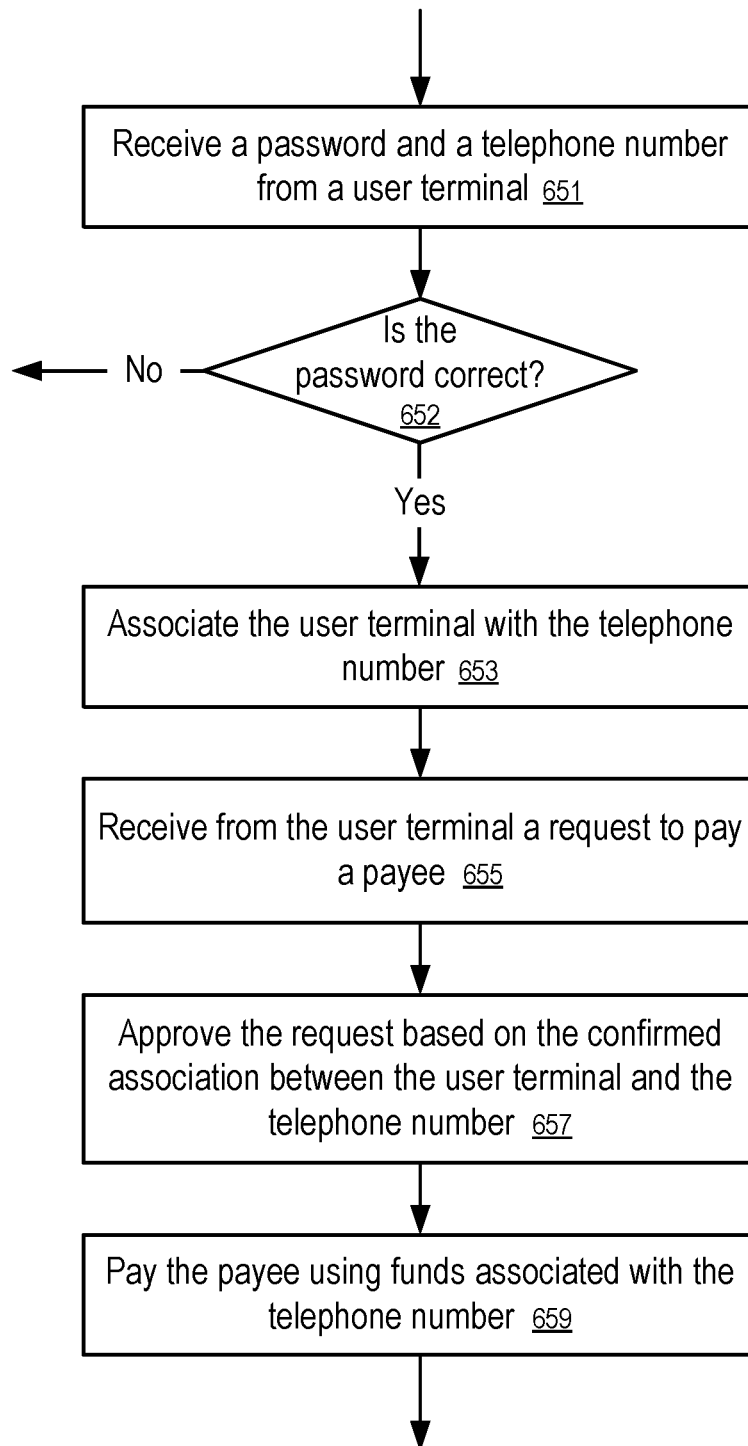 Receive a password and a telephone number
from a user terminal 651
Is the
No
password correct?
652
Yes
Associate the user terminal with the telephone
number 653
Receive from the user terminal a request to pay
a payee 655
Approve the request based on the confirmed
association between the user terminal and the
telephone number 657
Pay the payee using funds associated with the
telephone number 659